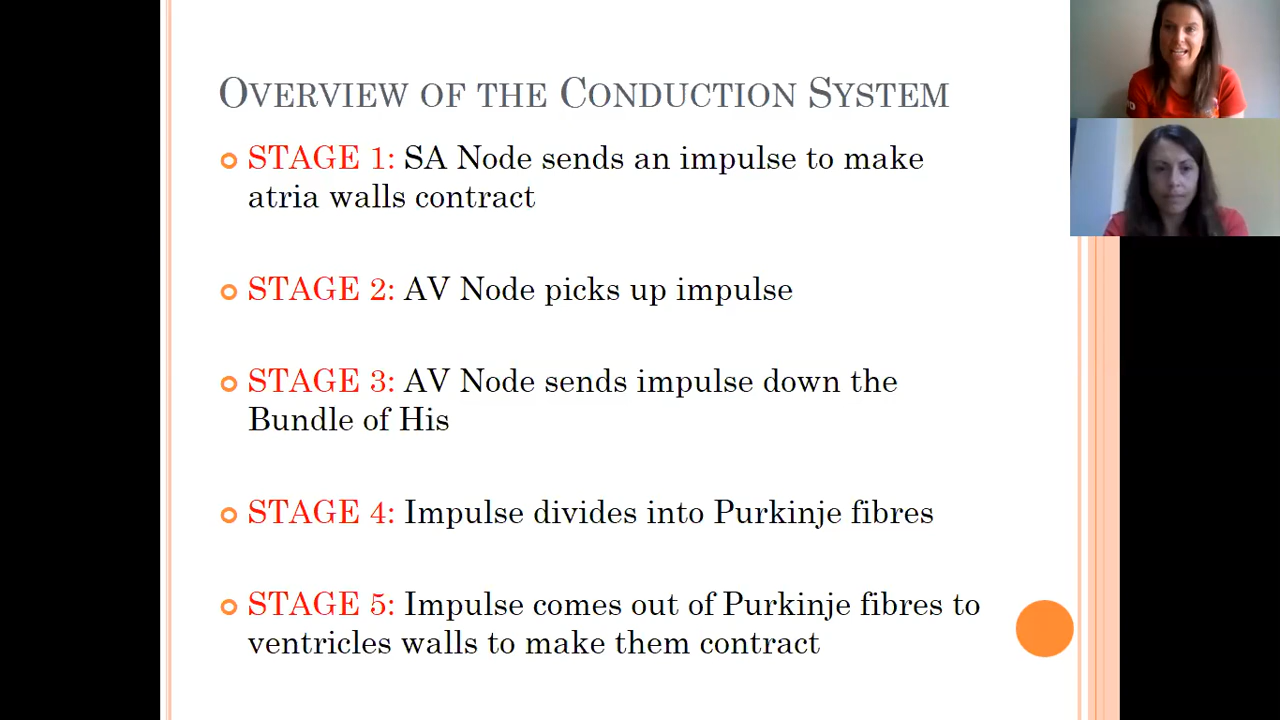 OVERVIEW OF THE CONDUCTION SYSTEM
STAGE 1: SA Node sends an impulse to make
atria walls contract
STAGE 2: AV Node picks up impulse
STAGE 3: AV Node sends impulse down the
Bundle of His
STAGE 4: Impulse divides into Purkinje fibres
STAGE 5: Impulse comes out of Purkinje fibres to
ventricles walls to make them contract